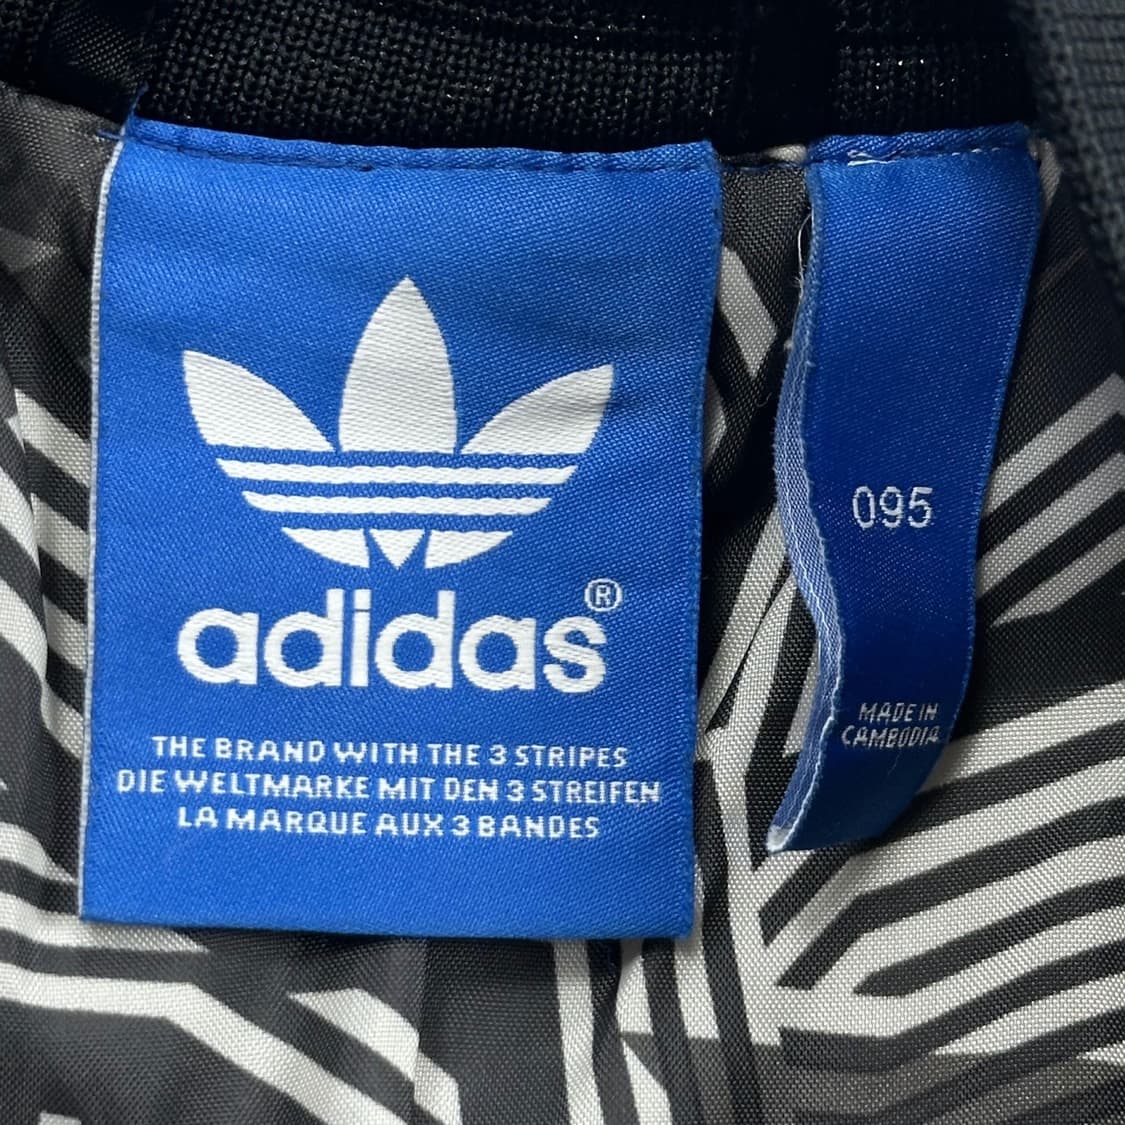 adidas®
THE BRAND WITH THE 3 STRIPES
DIE WELTMARKE MIT DEN 3 STREIFEN
LA MARQUE AUX 3 BANDES
095
MADE IN
CAMBODIA